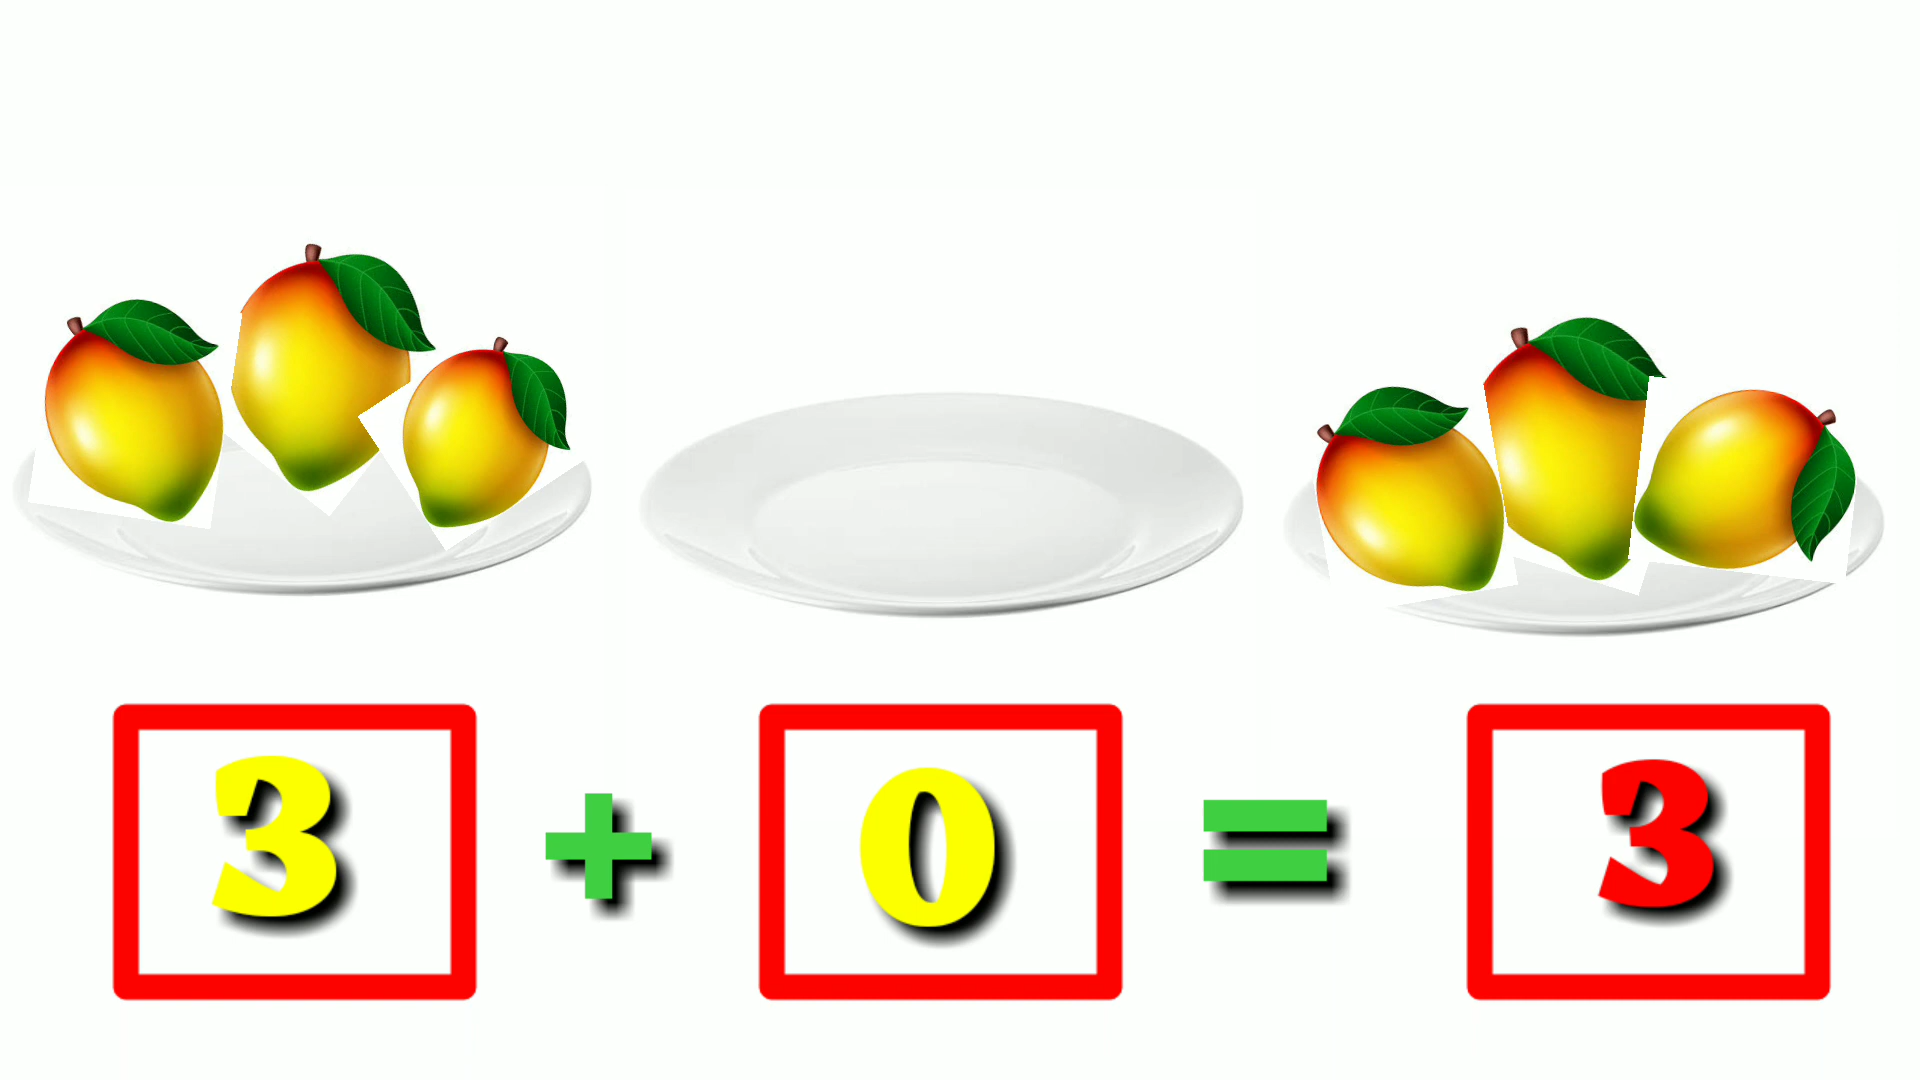 3 + 0 = 3